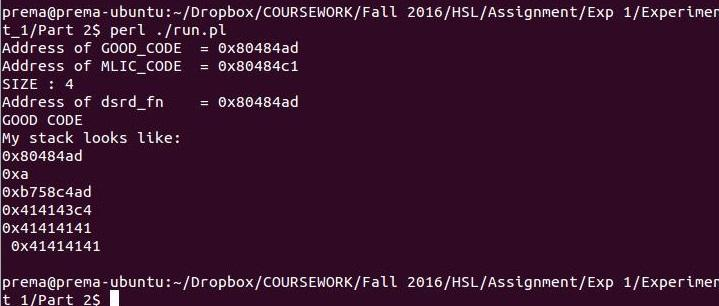 prema@prema-ubuntu:~/Dropbox/COURSEWORK/Fall 2016/HSL/Assignment/Exp 1/Experimen
t_1/Part 2$ perl ./run.pl
Address of GOOD_CODE  = 0x80484ad
Address of MLIC_CODE  = 0x80484c1
SIZE : 4
Address of dsrd_fn    = 0x80484ad
GOOD CODE
My stack looks like:
0x80484ad
0xa
0xb758c4ad
0x414143c4
0x41414141
 0x41414141
prema@prema-ubuntu:~/Dropbox/COURSEWORK/Fall 2016/HSL/Assignment/Exp 1/Experimen
t_1/Part 2$